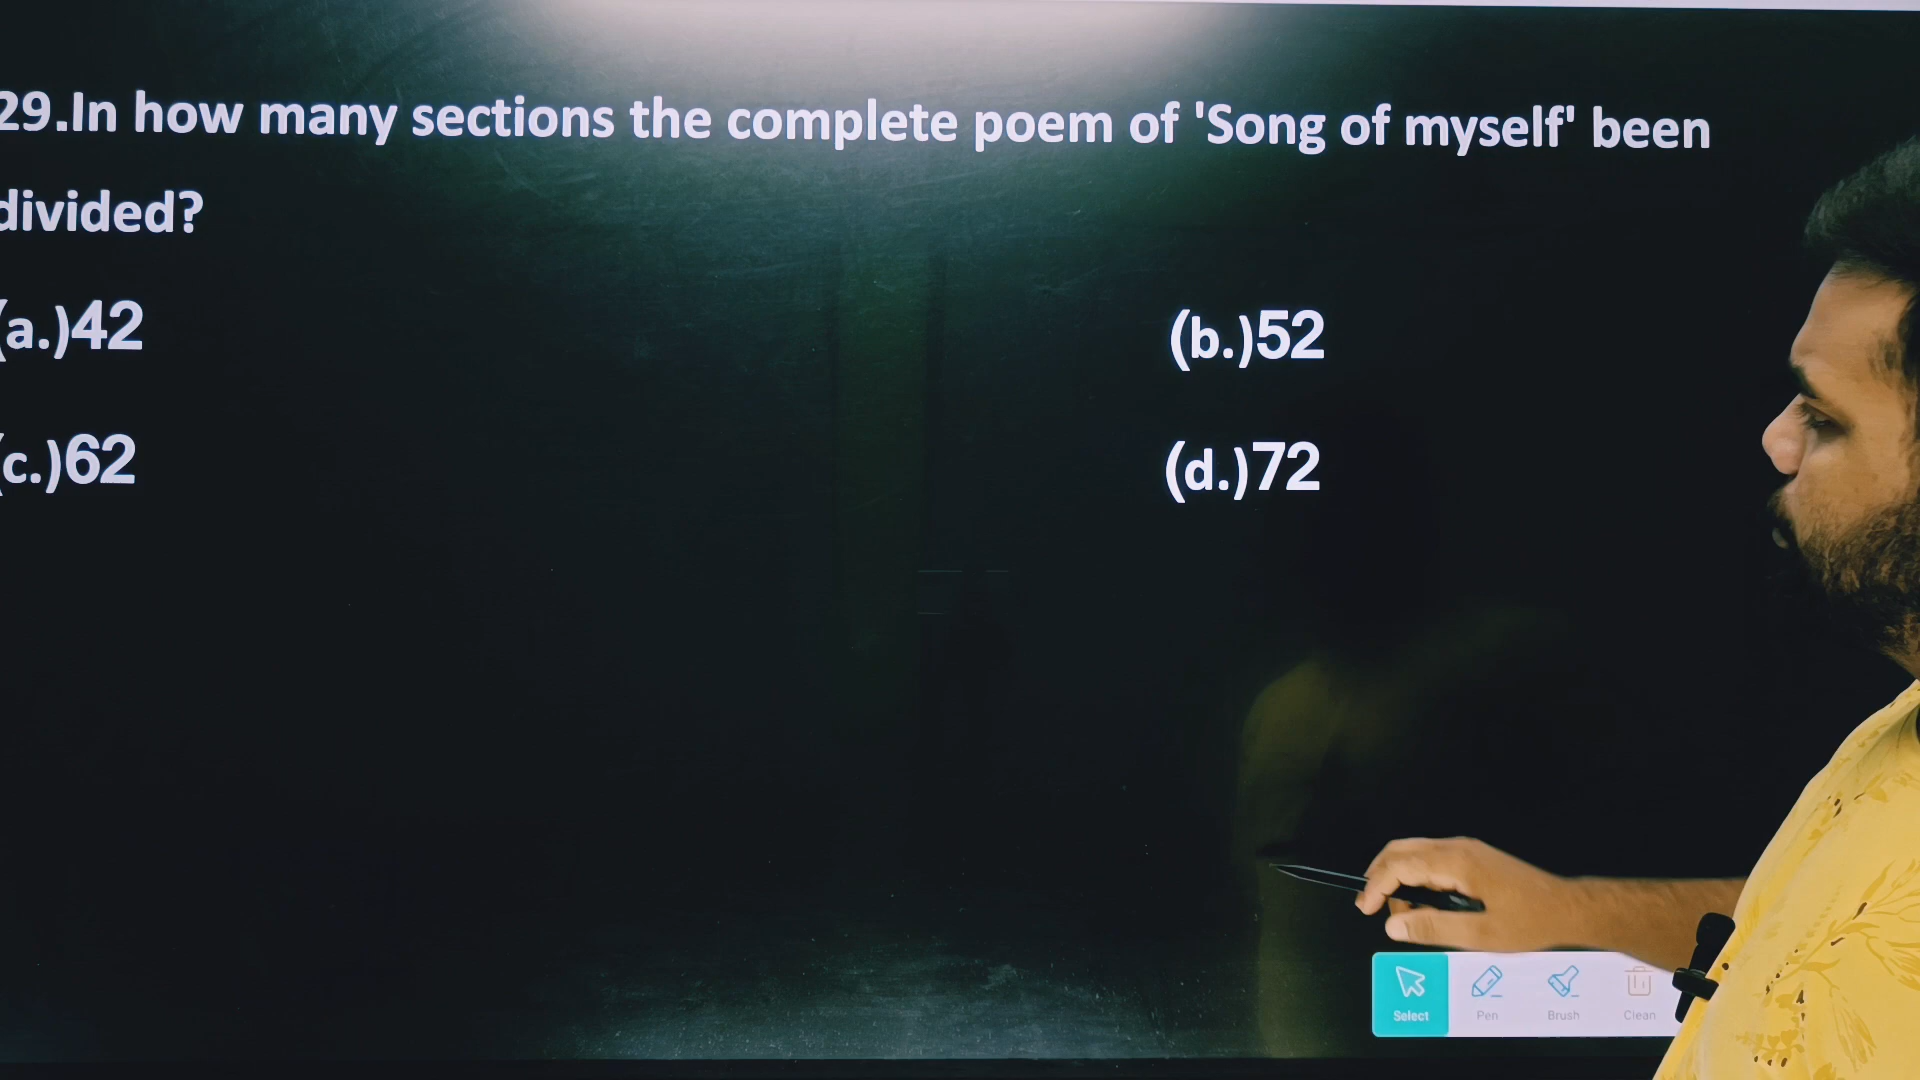 29.In how many sections the complete poem of 'Song of myself' been
divided?
(a.)42
(b.)52
(c.)62
(d.)72
Select
Pen
Brush
Clean